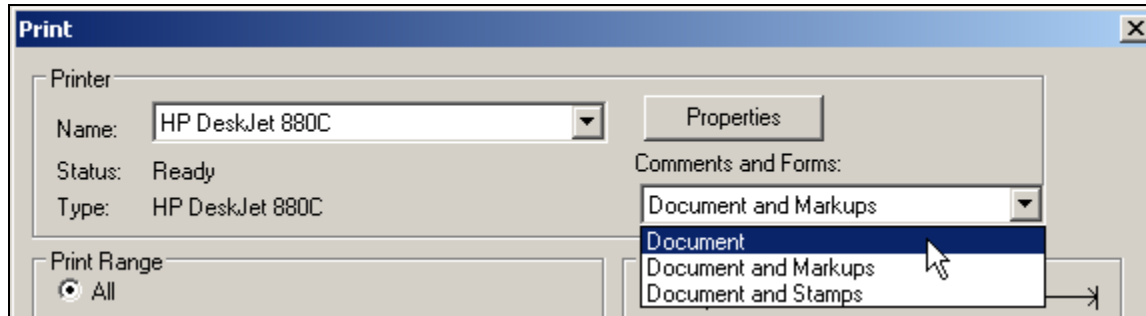 Print
Printer
Name: HP DeskJet 880C Properties
Status: Ready Comments and Forms:
Type: HP DeskJet 880C Document and Markups
Document
Document and Markups
Document and Stamps
Print Range
All